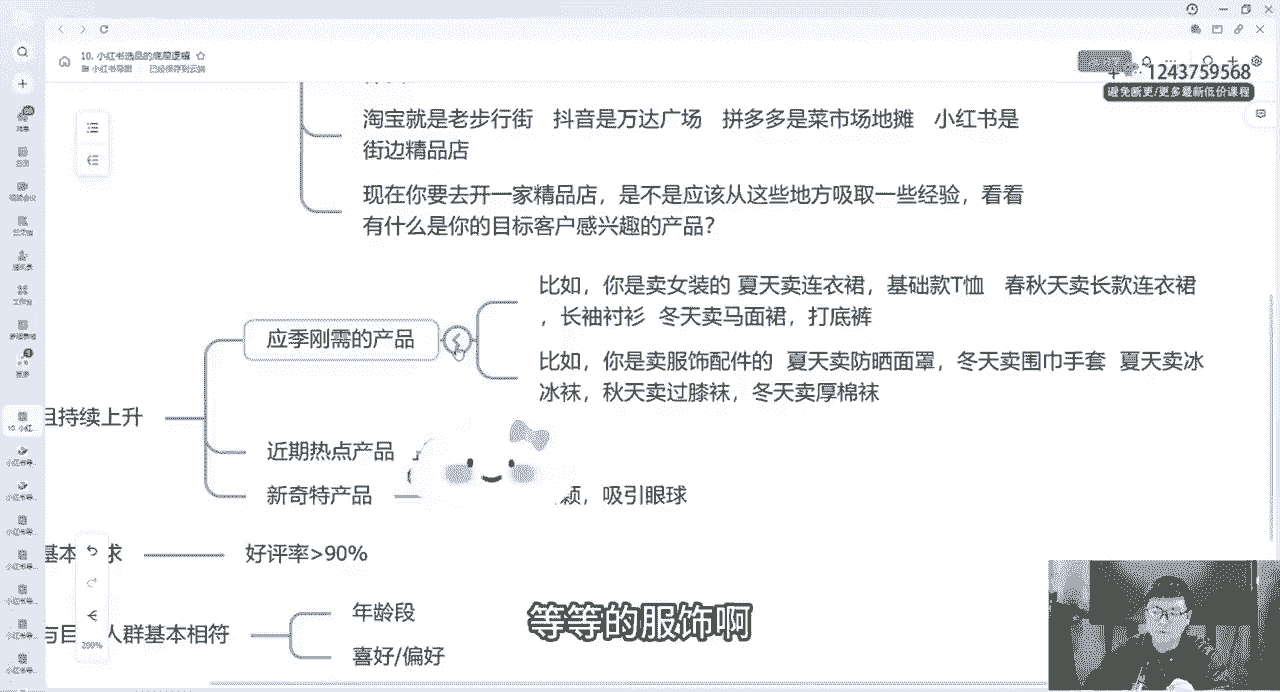 10. 小红书选品的底层逻辑
小红书导图 已经保存到云端
1243759568
避免断更/更多最新低价课程
淘宝就是老步行街 抖音是万达广场 拼多多是菜市场地摊 小红书是
街边精品店
现在你要去开一家精品店，是不是应该从这些地方吸取一些经验，看看
有什么是你的目标客户感兴趣的产品？
比如，你是卖女装的 夏天卖连衣裙，基础款T恤 春秋天卖长款连衣裙
，长袖衬衫 冬天卖马面裙，打底裤
应季刚需的产品
比如，你是卖服饰配件的 夏天卖防晒面罩，冬天卖围巾手套 夏天卖冰
冰袜，秋天卖过膝袜，冬天卖厚棉袜
且持续上升
近期热点产品
新奇特产品
颖，吸引眼球
基本 求
好评率>90%
年龄段
人群基本相符
喜好/偏好
200%
等等的服饰啊